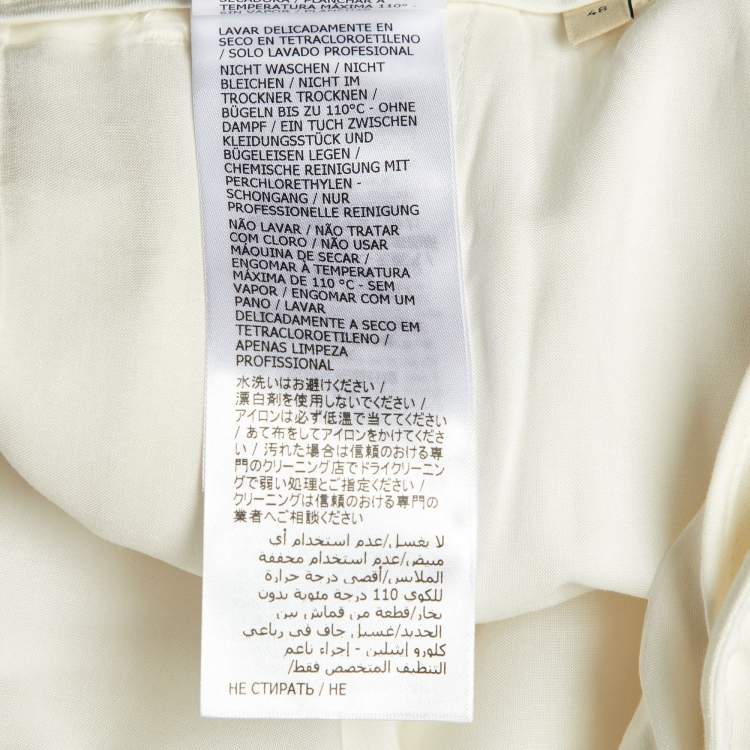 SECADORA / PLANCHAR A
TEMPERATURA MÁXIMA 110° -
LAVAR DELICADAMENTE EN
SECO EN TETRACLOROETILENO
/ SOLO LAVADO PROFESIONAL
NICHT WASCHEN / NICHT
BLEICHEN / NICHT IM
TROCKNER TROCKNEN /
BÜGELN BIS ZU 110°C - OHNE
DAMPF / EIN TUCH ZWISCHEN
KLEIDUNGSSTÜCK UND
BÜGELEISEN LEGEN /
CHEMISCHE REINIGUNG MIT
PERCHLORETHYLEN -
SCHONGANG / NUR
PROFESSIONELLE REINIGUNG
NÃO LAVAR / NÃO TRATAR
COM CLORO / NÃO USAR
MÁQUINA DE SECAR /
ENGOMAR À TEMPERATURA
MÁXIMA DE 110 °C - SEM
VAPOR / ENGOMAR COM UM
PANO / LAVAR
DELICADAMENTE A SECO EM
TETRACLOROETILENO /
APENAS LIMPEZA
PROFISSIONAL
水洗いはお避けください /
漂白剤を使用しないでください /
アイロンは必ず低温で当ててください
/ あて布をしてアイロンをかけてくださ
い / 汚れた場合は信頼のおける専
門のクリーニング店でドライクリーニン
グで弱い処理とご指定ください /
クリーニングは信頼のおける専門の
業者へご相談ください
لا يغسل/عدم استخدام أي
مبيض/عدم استخدام مجففة
الملابس/أقصى درجة حرارة
للكوي 110 درجة مئوية بدون
بخار/قطعة من قماش بين
الحديد/غسيل جاف في رباعي
كلورو إيثيلين - إجراء ناعم
/التنظيف المتخصص فقط
НЕ СТИРАТЬ / НЕ
48